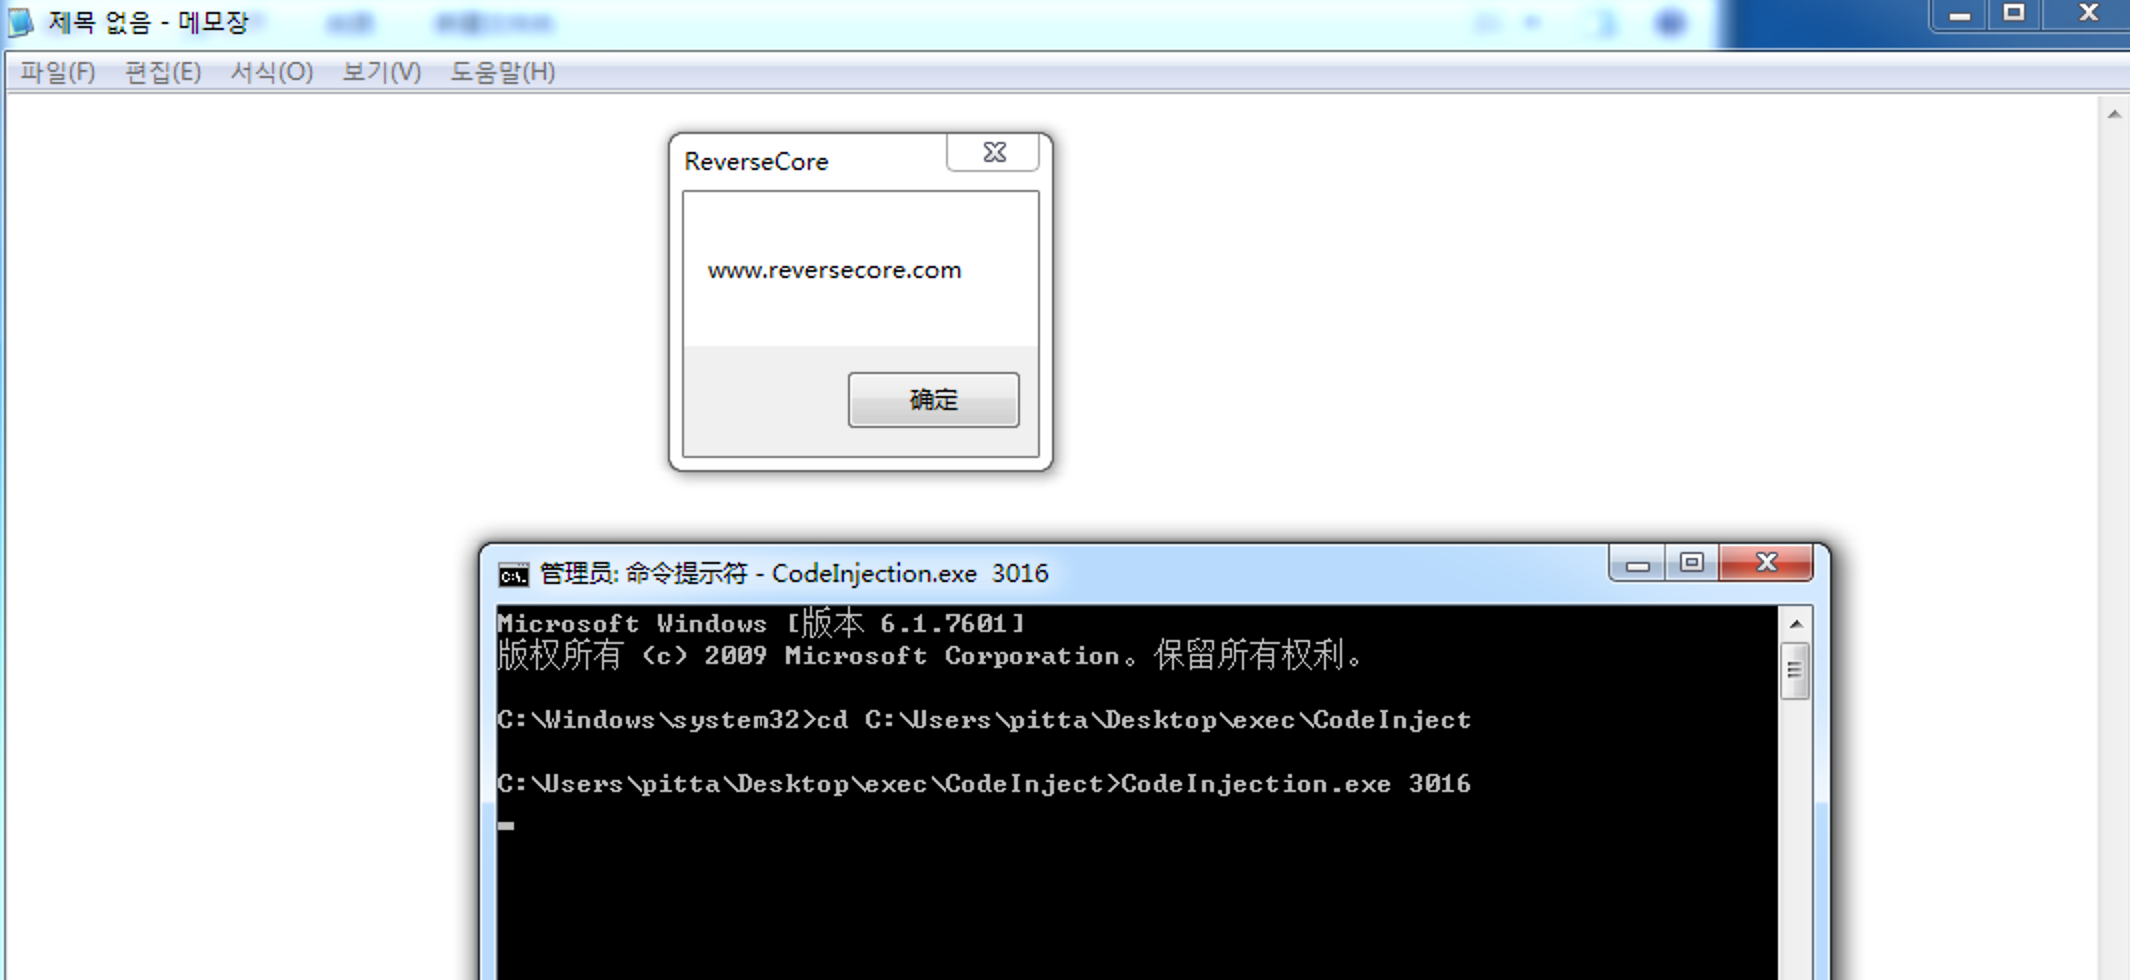 제목 없음 - 메모장
파일(F) 편집(E) 서식(O) 보기(V) 도움말(H)
ReverseCore
www.reversecore.com
确定
管理员: 命令提示符 - CodeInjection.exe 3016
Microsoft Windows [版本 6.1.7601]
版权所有 (c) 2009 Microsoft Corporation。保留所有权利。
C:\Windows\system32>cd C:\Users\pitta\Desktop\exec\CodeInject
C:\Users\pitta\Desktop\exec\CodeInject>CodeInjection.exe 3016